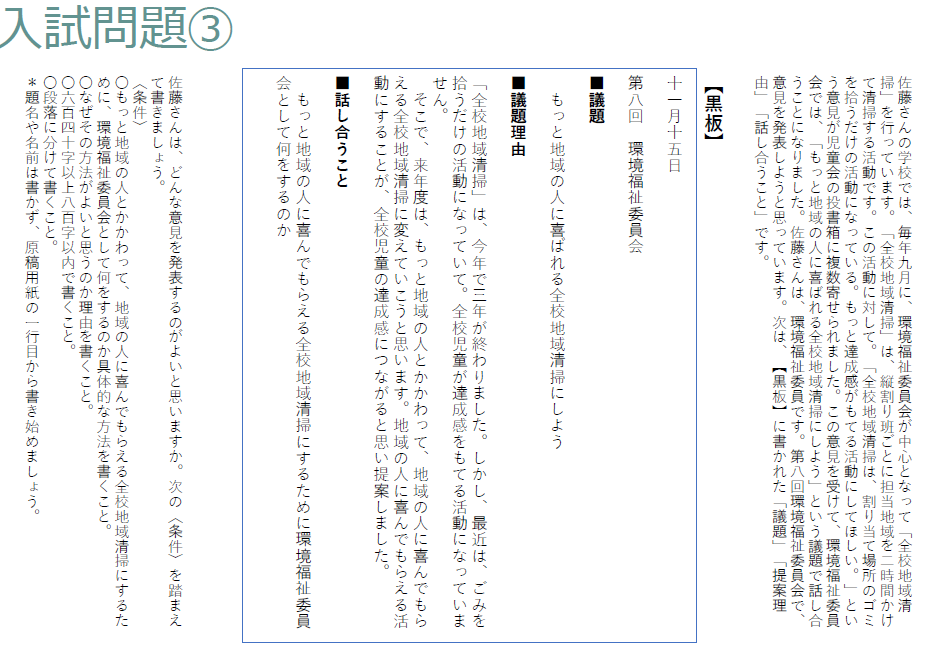 入試問題③
佐藤さんの学校では、毎年九月に、環境福祉委員会が中心となって「全校地域清
掃」を行っています。「全校地域清掃」は、縦割り班ごとに担当地域を二時間かけ
て清掃する活動です。この活動に対して。「全校地域清掃は、割り当て場所のゴミ
を拾うだけの活動になっている。もっと達成感がもてる活動にしてほしい。」とい
う意見が児童会の投書箱に複数寄せられました。この意見を受けて、環境福祉委員
会では、「もっと地域の人に喜ばれる全校地域清掃にしよう」という議題で話し合
うことになりました。佐藤さんは、環境福祉委員です。第八回環境福祉委員会で、
意見を発表しようと思っています。次は、【黒板】に書かれた「議題」「提案理
由」「話し合うこと」です。
【黒板】
十一月十五日
第八回 環境福祉委員会
■議題
もっと地域の人に喜ばれる全校地域清掃にしよう
■議題理由
「全校地域清掃」は、今年で三年が終わりました。しかし、最近は、ごみを
拾うだけの活動になっていて。全校児童が達成感をもてる活動になっていま
せん。
そこで、来年度は、もっと地域の人とかかわって、地域の人に喜んでもら
える全校地域清掃に変えていこうと思います。地域の人に喜んでもらえる活
動にすることが、全校児童の達成感につながると思い提案しました。
■話し合うこと
もっと地域の人に喜んでもらえる全校地域清掃にするために環境福祉委員
会として何をするのか
佐藤さんは、どんな意見を発表するのがよいと思いますか。次の〈条件〉を踏まえ
て書きましょう。
〈条件〉
〇もっと地域の人とかかわって、地域の人に喜んでもらえる全校地域清掃にするた
めに、環境福祉委員会として何をするのか具体的な方法を書くこと。
〇なぜその方法がよいと思うのか理由を書くこと。
〇六百四十字以上八百字以内で書くこと。
〇段落に分けて書くこと。
＊題名や名前は書かず、原稿用紙の一行目から書き始めましょう。